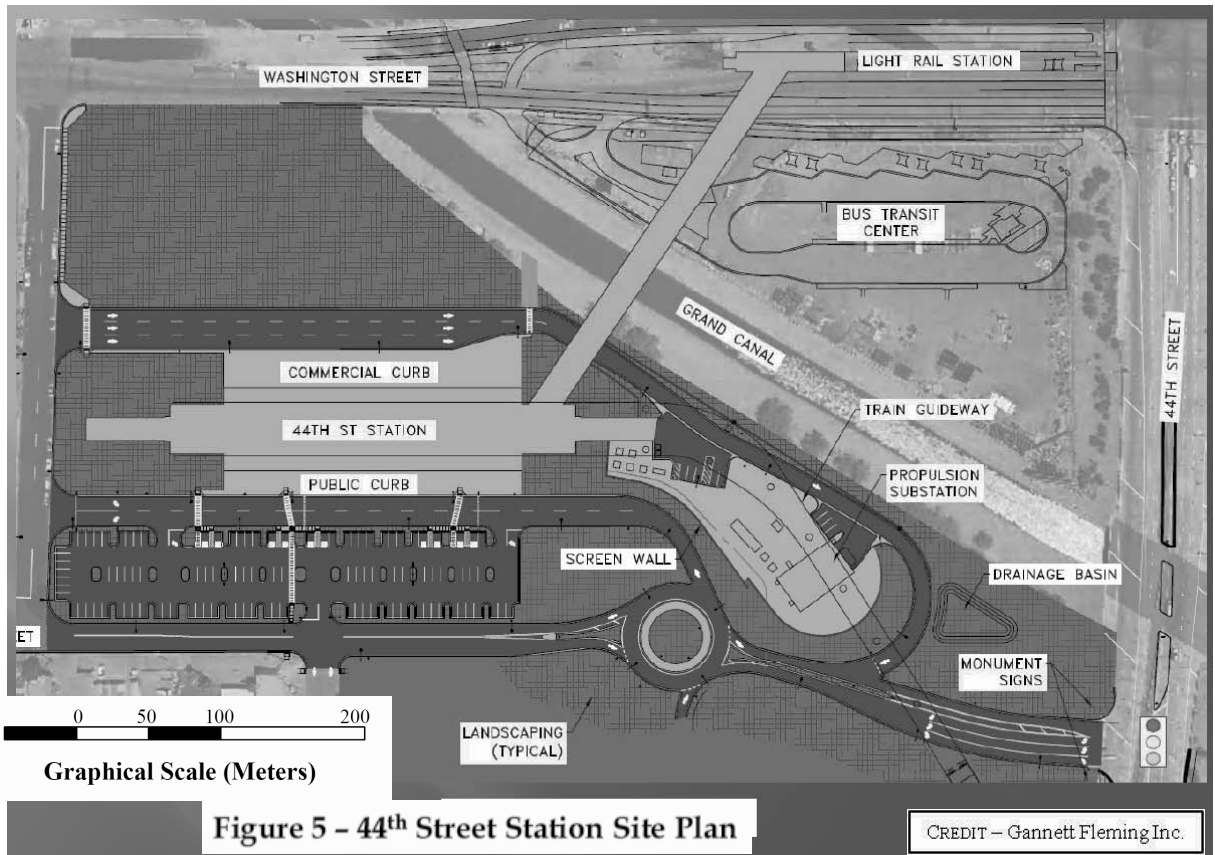 WASHINGTON STREET
LIGHT RAIL STATION
BUS TRANSIT
CENTER
GRAND CANAL
44TH STREET
COMMERCIAL CURB
TRAIN GUIDEWAY
44TH ST STATION
PROPULSION
SUBSTATION
PUBLIC CURB
SCREEN WALL
DRAINAGE BASIN
ET
MONUMENT
SIGNS
LANDSCAPING
(TYPICAL)
0 50 100 200
Graphical Scale (Meters)
Figure 5 – 44th Street Station Site Plan
CREDIT – Gannett Fleming Inc.